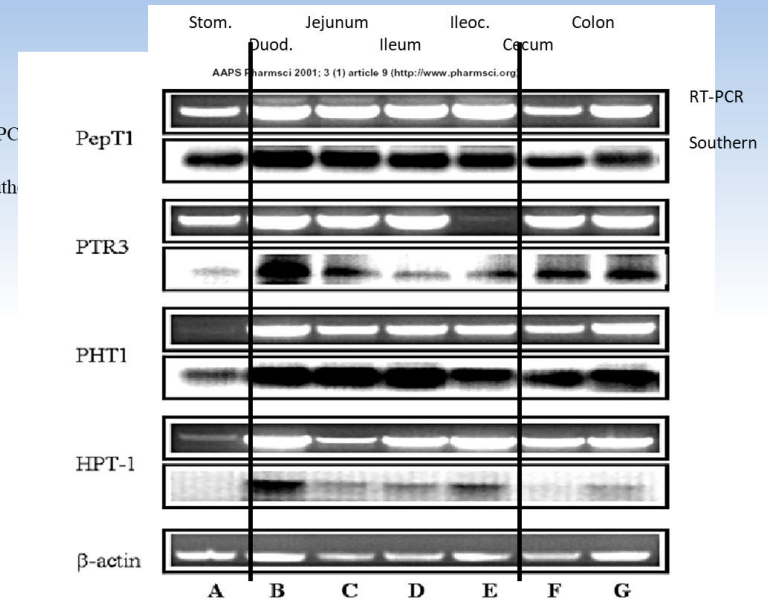 Stom. Jejunum Ileoc. Colon
Duod. Ileum Cecum
AAPS Pharmsci 2001; 3 (1) article 9 (http://www.pharmsci.org)
RT-PCR
PepT1
Southern
PTR3
PHT1
HPT-1
β-actin
A B C D E F G